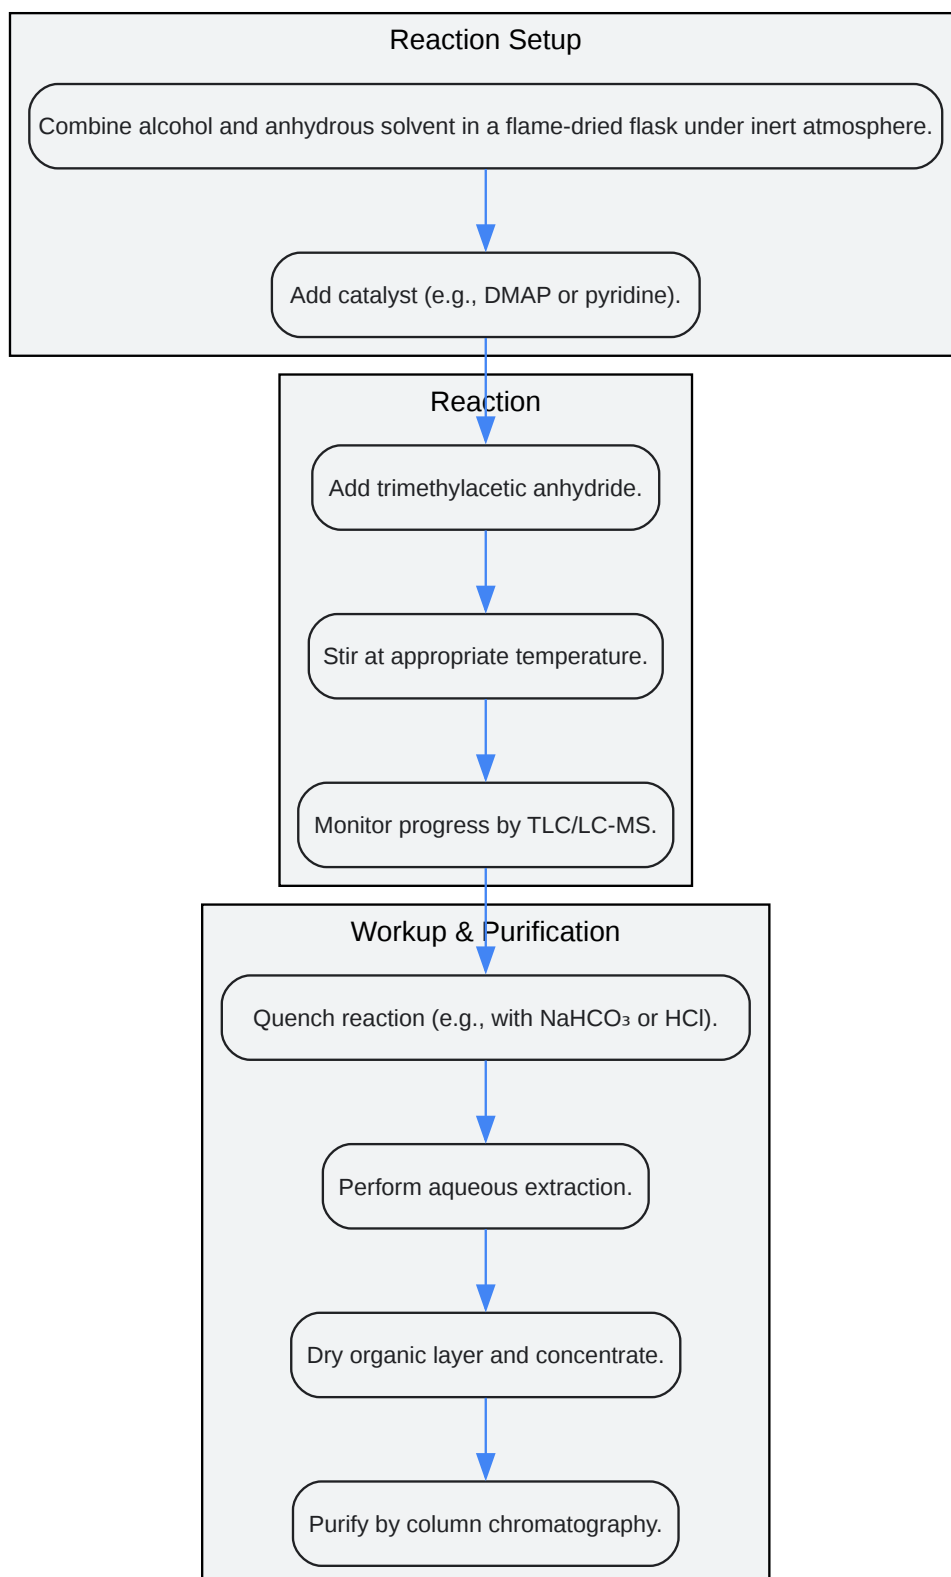 Reaction Setup
Combine alcohol and anhydrous solvent in a flame-dried flask under inert atmosphere.
Add catalyst (e.g., DMAP or pyridine).
Reaction
Add trimethylacetic anhydride.
Stir at appropriate temperature.
Monitor progress by TLC/LC-MS.
Workup & Purification
Quench reaction (e.g., with NaHCO₃ or HCl).
Perform aqueous extraction.
Dry organic layer and concentrate.
Purify by column chromatography.